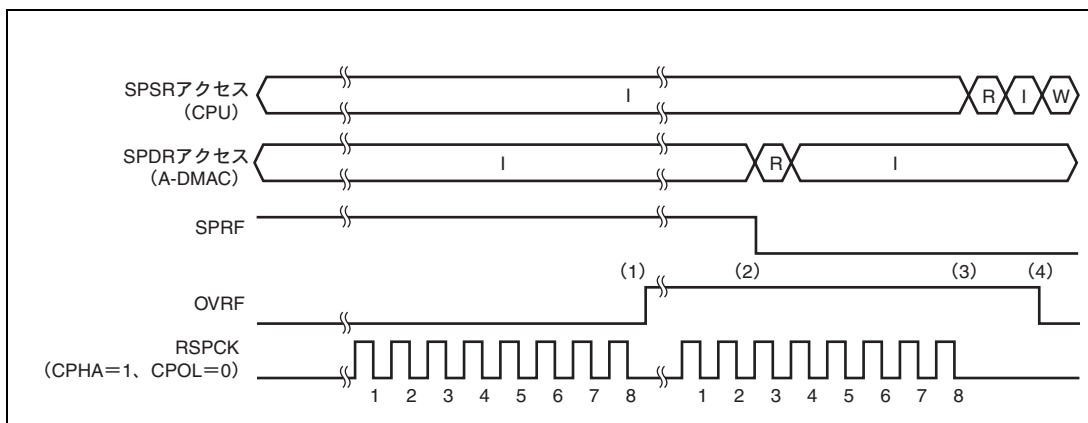 SPSRアクセス
（CPU）
I
R
I
W
SPDRアクセス
（A-DMAC）
I
R
I
SPRF
（1）
（2）
（3）
（4）
OVRF
RSPCK
（CPHA＝1、CPOL＝0）
1 2 3 4 5 6 7 8 1 2 3 4 5 6 7 8